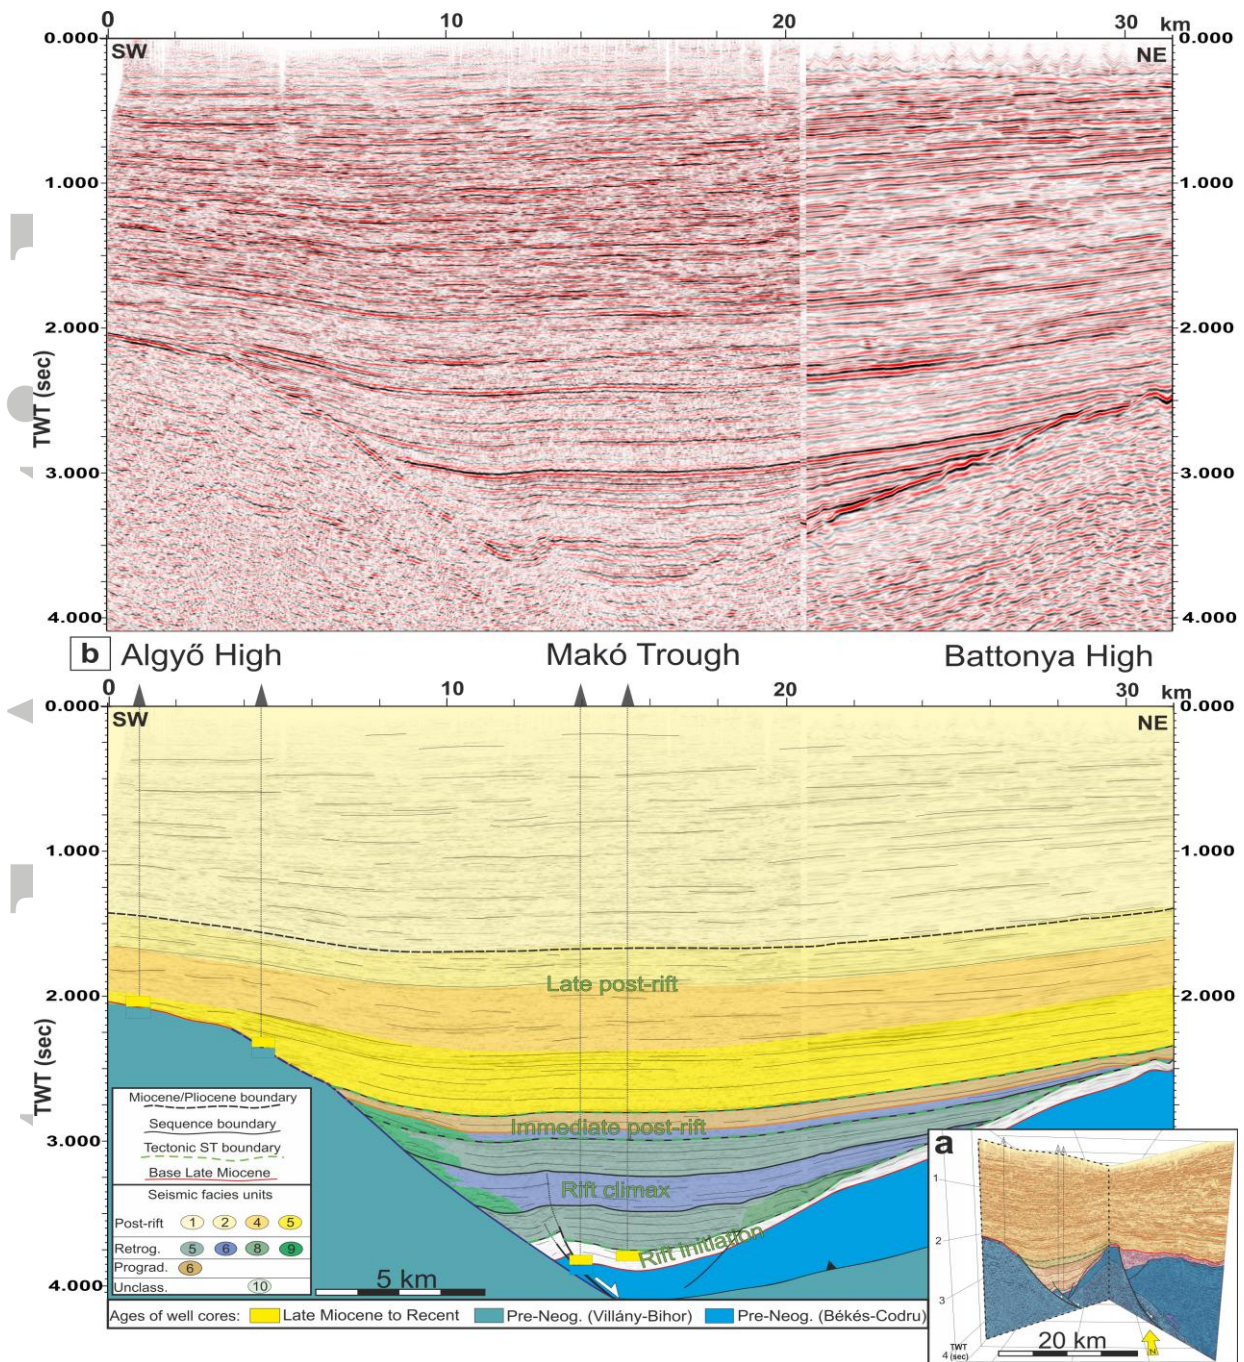 0 10 20 30 km
0.000 SW NE 0.000
1.000 1.000
2.000 2.000
TWT (sec)
3.000 3.000
4.000 4.000
b Algyő High Makó Trough Battonya High
0 10 20 30 km
0.000 SW NE 0.000
1.000 1.000
Late post-rift
2.000 2.000
TWT (sec)
Immediate post-rift
3.000 3.000
Rift climax
Rift initiation
4.000
Miocene/Pliocene boundary
Sequence boundary
Tectonic ST boundary
Base Late Miocene
Seismic facies units
Post-rift 1 2 4 5
Retrog. 5 6 8 9
Prograd. 6
Unclass. 10
5 km
Ages of well cores: Late Miocene to Recent Pre-Neog. (Villány-Bihor) Pre-Neog. (Békés-Codru)
a
1
2
3
TWT
4 (sec)
20 km
N